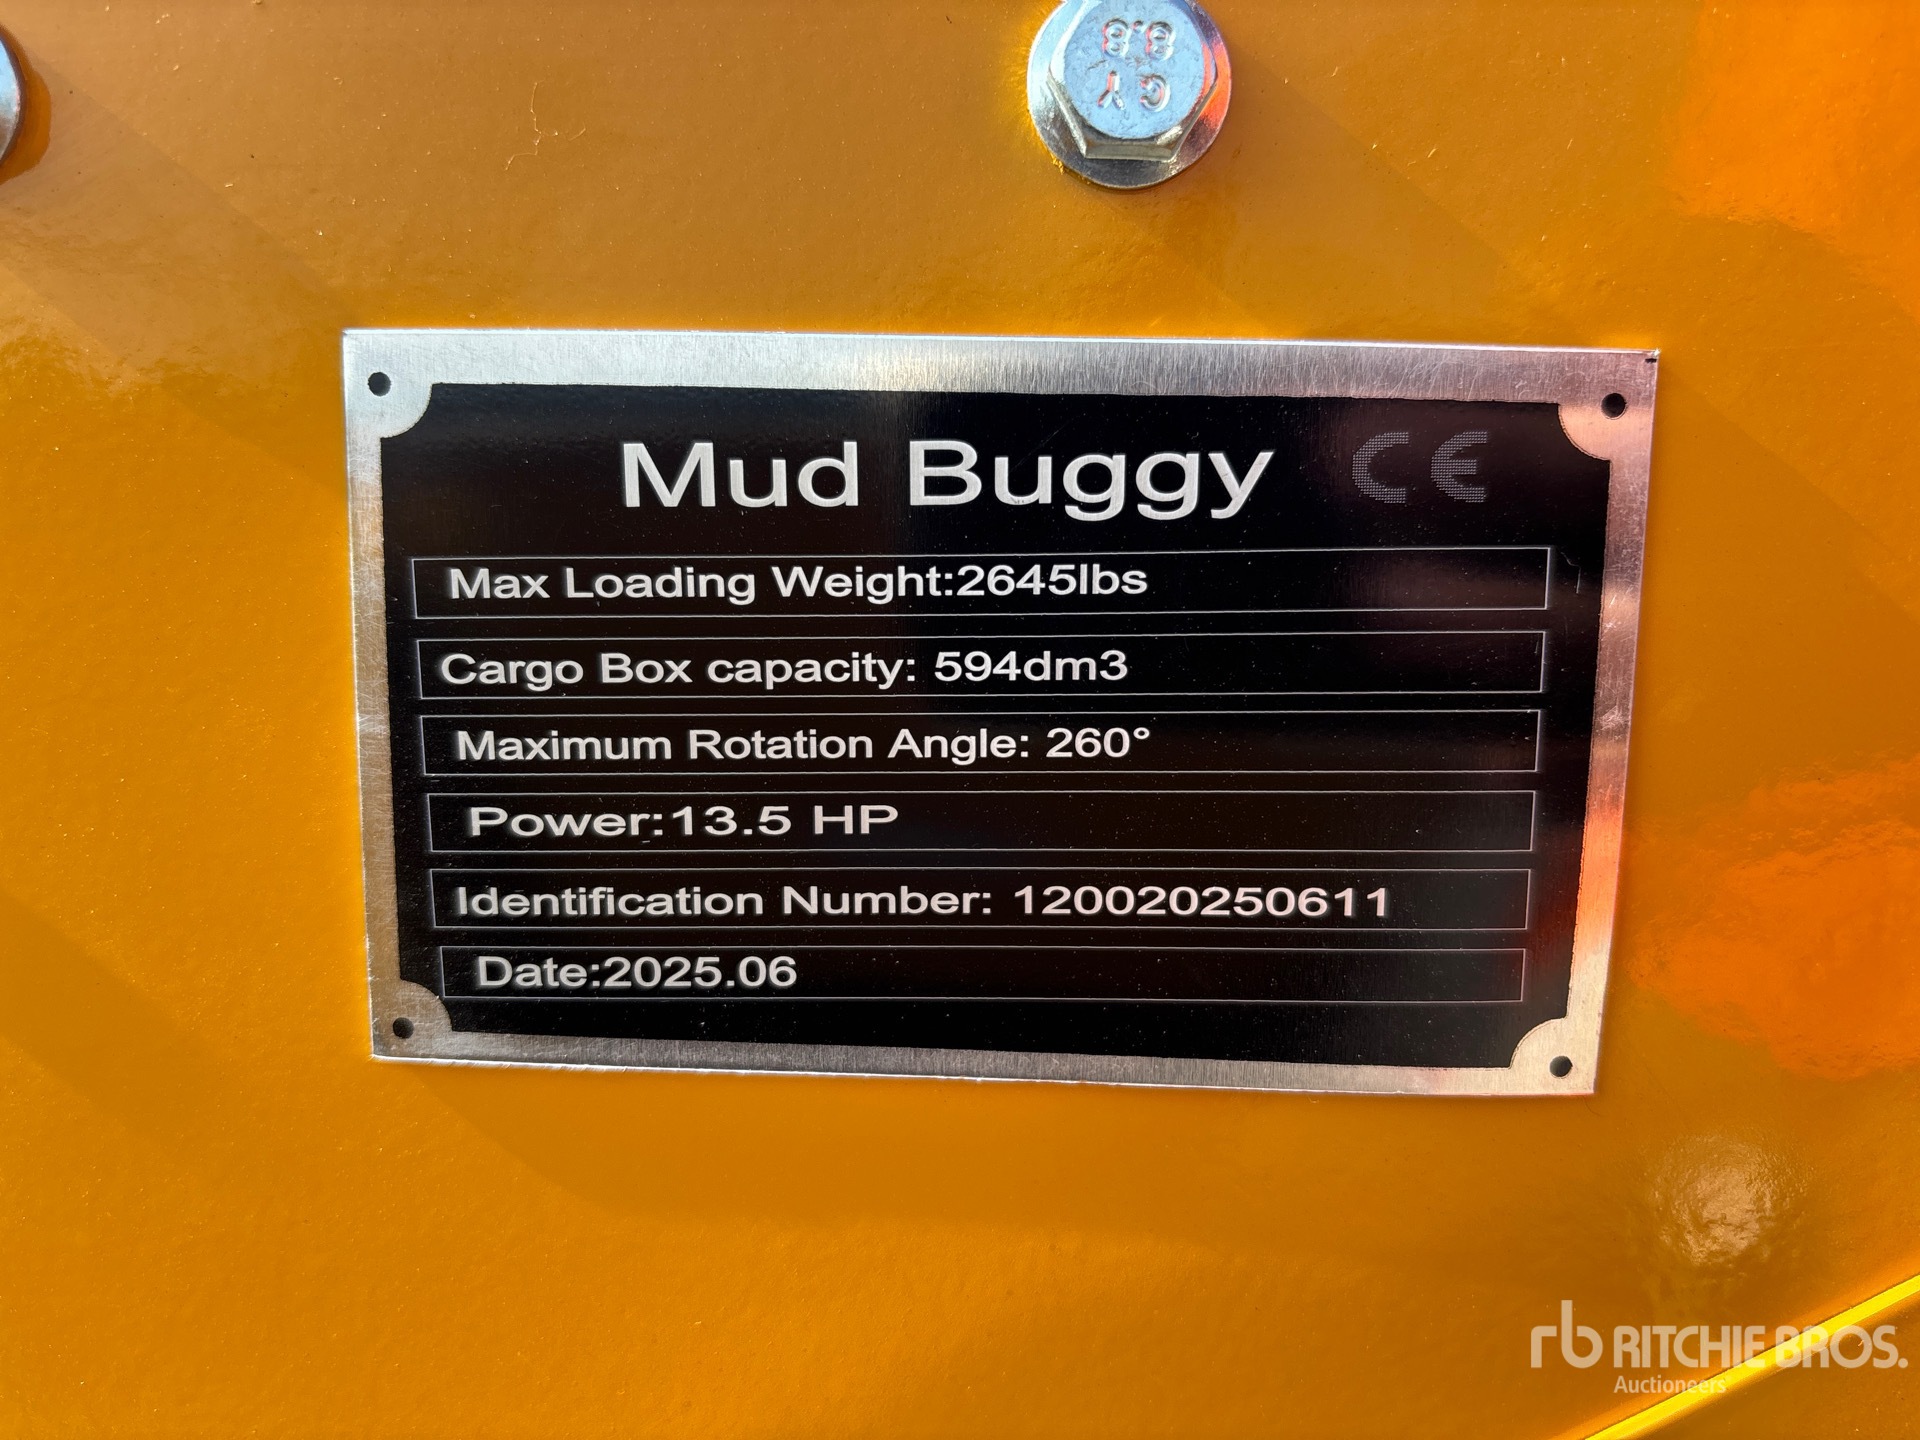 8.8
GY
Mud Buggy CE
Max Loading Weight:2645lbs
Cargo Box capacity: 594dm3
Maximum Rotation Angle: 260°
Power:13.5 HP
Identification Number: 120020250611
Date:2025.06
rb RITCHIE BROS.
Auctioneers